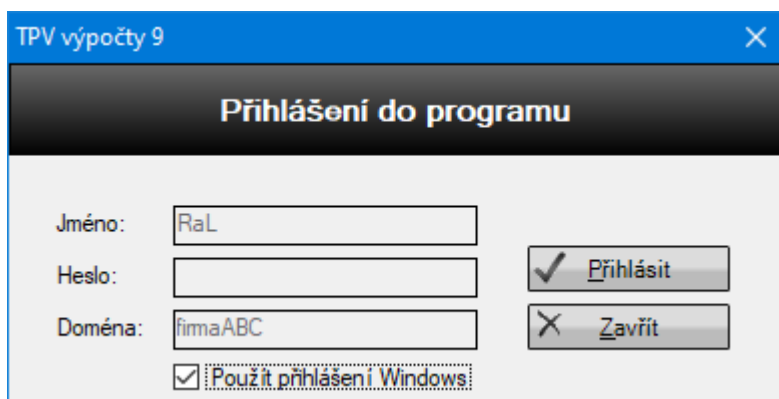 TPV výpočty 9
Přihlášení do programu
Jméno: RaL
Heslo:
Přihlásit
Doména: firmaABC
Zavřít
Použít přihlášení Windows